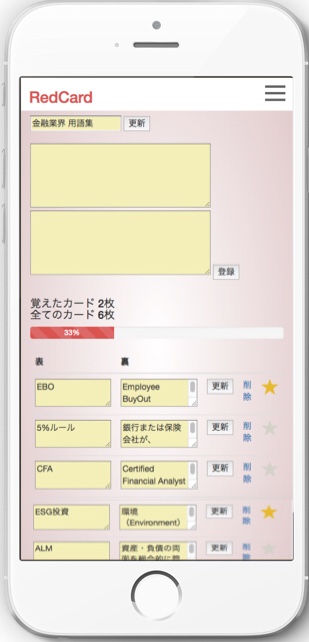 RedCard
金融業界 用語集 更新
登録
覚えたカード 2枚
全てのカード 6枚
33%
表 裏
EBO Employee 更新 削
BuyOut 除
5%ルール 銀行または保険 更新 削
会社が、 除
CFA Certified 更新 削
Financial Analyst 除
ESG投資 環境 更新 削
（Environment） 除
ALM 資産・負債の両 更新 削